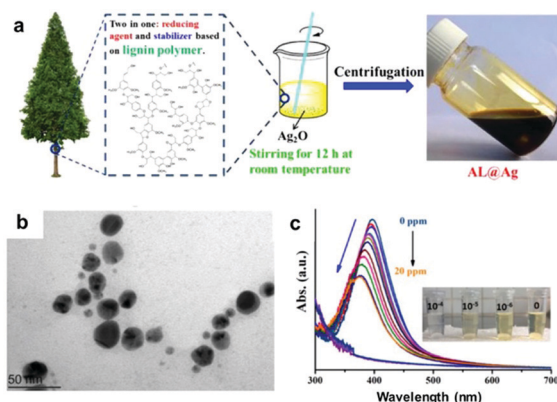 a
Two in one: reducing
agent and stabilizer based
on lignin polymer.
Ag2O
Stirring for 12 h at
room temperature
Centrifugation
AL@Ag
b
50 nm
c
Abs. (a.u.)
0 ppm
20 ppm
10-4
10-5
10-6
0
300
400
500
600
700
Wavelength (nm)